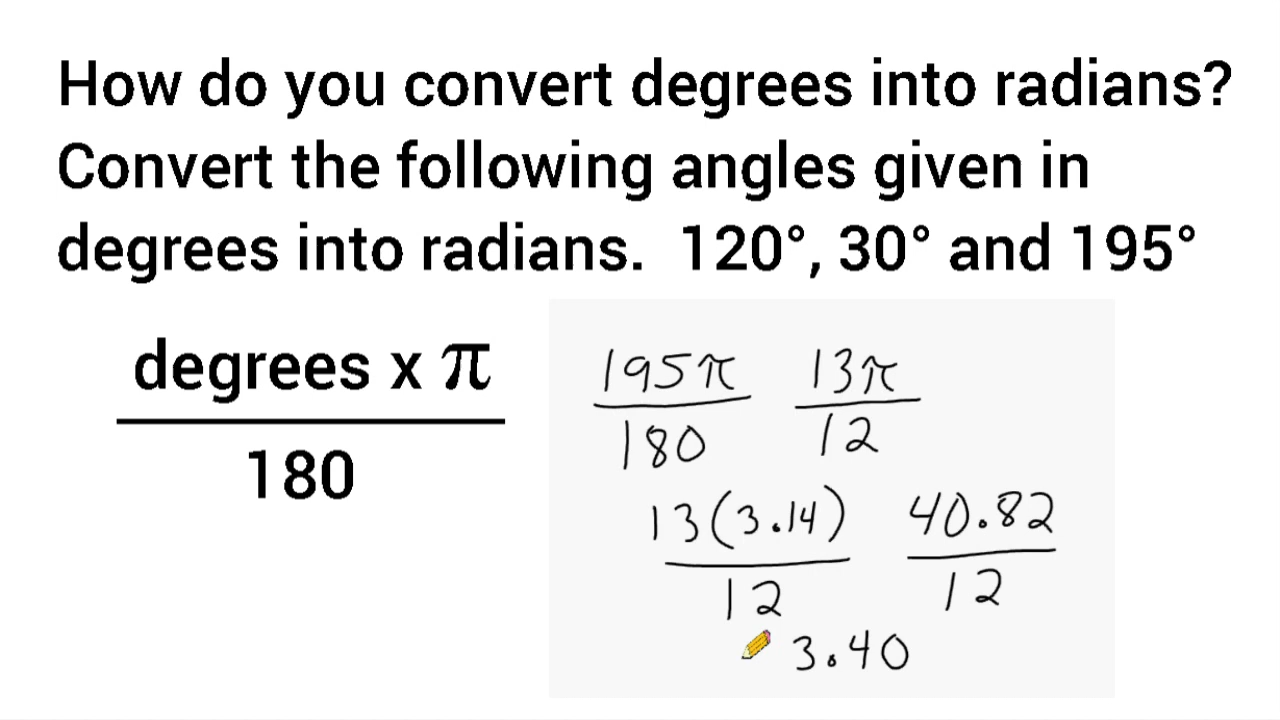 How do you convert degrees into radians?
Convert the following angles given in
degrees into radians.  120°, 30° and 195°
degrees x π
180
195π 13π
180 12
13(3.14) 40.82
12 12
3.40